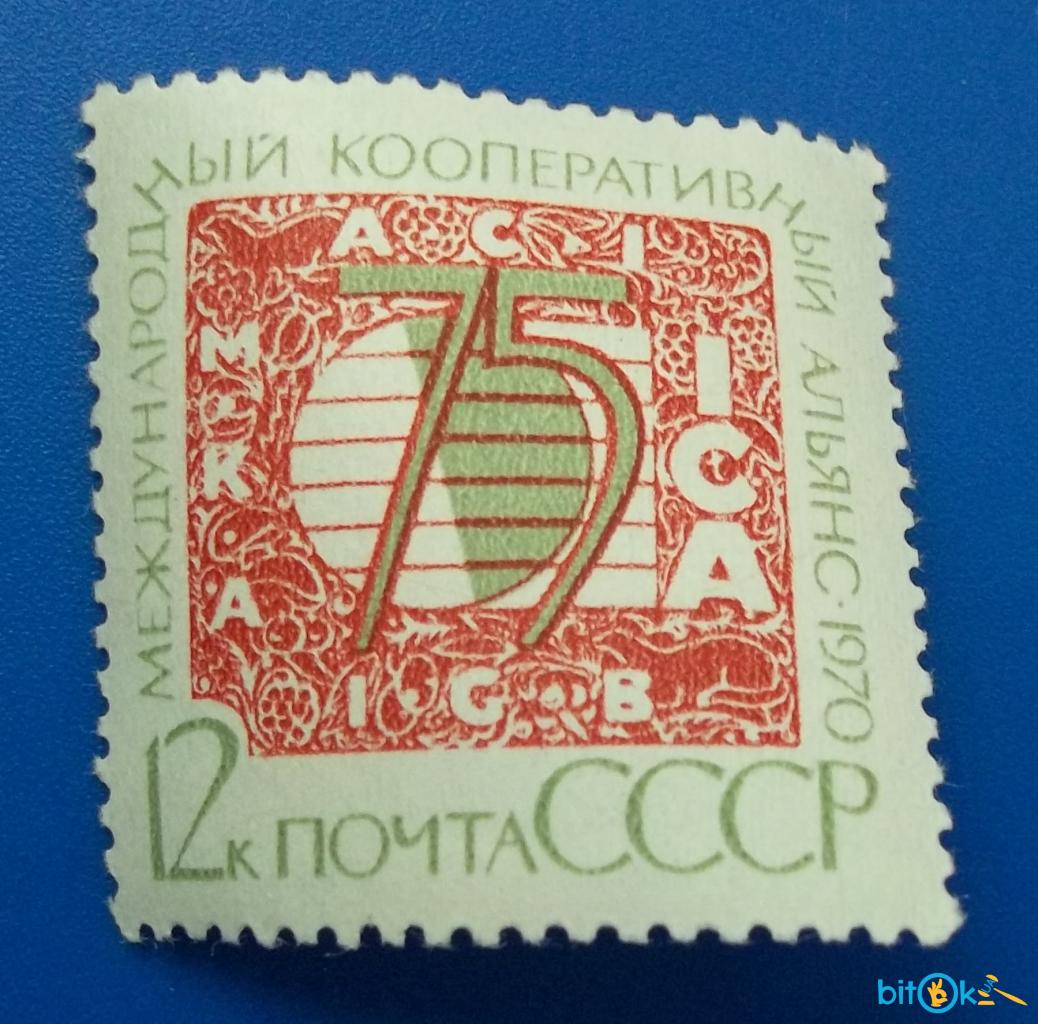 МЕЖДУНАРОДНЫЙ КООПЕРАТИВНЫЙ АЛЬЯНС·1970
A C I
75
М К А
I C A
I G B
12к ПОЧТА СССР
bitok